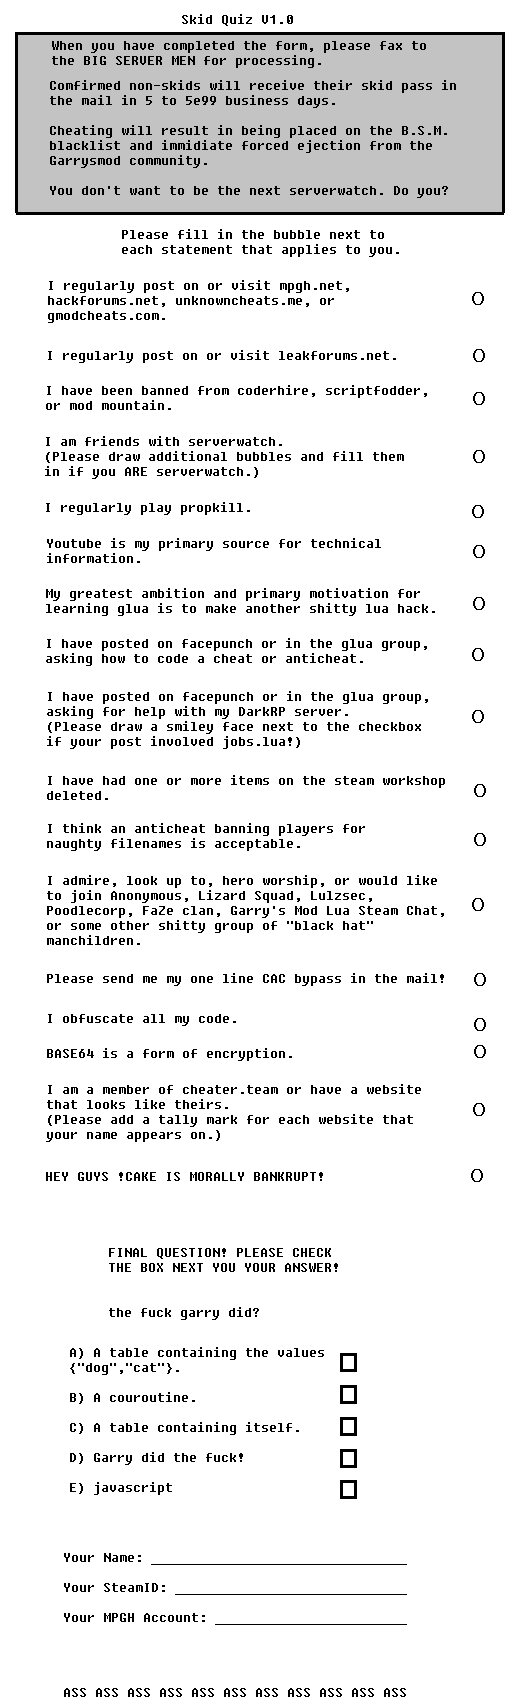 Skid Quiz V1.0
When you have completed the form, please fax to
the BIG SERVER MEN for processing.
Comfirmed non-skids will receive their skid pass in
the mail in 5 to 5e99 business days.
Cheating will result in being placed on the B.S.M.
blacklist and immidiate forced ejection from the
Garrysmod community.
You don't want to be the next serverwatch. Do you?
Please fill in the bubble next to
each statement that applies to you.
I regularly post on or visit mpgh.net,
hackforums.net, unknowncheats.me, or
gmodcheats.com.
I regularly post on or visit leakforums.net.
I have been banned from coderhire, scriptfodder,
or mod mountain.
I am friends with serverwatch.
(Please draw additional bubbles and fill them
in if you ARE serverwatch.)
I regularly play propkill.
Youtube is my primary source for technical
information.
My greatest ambition and primary motivation for
learning glua is to make another shitty lua hack.
I have posted on facepunch or in the glua group,
asking how to code a cheat or anticheat.
I have posted on facepunch or in the glua group,
asking for help with my DarkRP server.
(Please draw a smiley face next to the checkbox
if your post involved jobs.lua!)
I have had one or more items on the steam workshop
deleted.
I think an anticheat banning players for
naughty filenames is acceptable.
I admire, look up to, hero worship, or would like
to join Anonymous, Lizard Squad, Lulzsec,
Poodlecorp, FaZe clan, Garry's Mod Lua Steam Chat,
or some other shitty group of "black hat"
manchildren.
Please send me my one line CAC bypass in the mail!
I obfuscate all my code.
BASE64 is a form of encryption.
I am a member of cheater.team or have a website
that looks like theirs.
(Please add a tally mark for each website that
your name appears on.)
HEY GUYS !CAKE IS MORALLY BANKRUPT!
FINAL QUESTION! PLEASE CHECK
THE BOX NEXT YOU YOUR ANSWER!
the fuck garry did?
A) A table containing the values
{"dog","cat"}.
B) A couroutine.
C) A table containing itself.
D) Garry did the fuck!
E) javascript
Your Name:
Your SteamID:
Your MPGH Account:
ASS ASS ASS ASS ASS ASS ASS ASS ASS ASS ASS